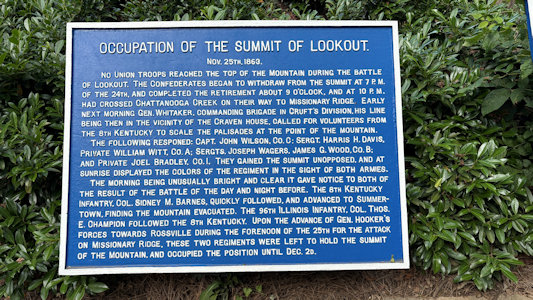 OCCUPATION OF THE SUMMIT OF LOOKOUT.
NOV. 25TH, 1863.
NO UNION TROOPS REACHED THE TOP OF THE MOUNTAIN DURING THE BATTLE
OF LOOKOUT. THE CONFEDERATES BEGAN TO WITHDRAW FROM THE SUMMIT AT 7 P.M.
OF THE 24TH, AND COMPLETED THE RETIREMENT ABOUT 9 O'CLOCK, AND AT 10 P.M.
HAD CROSSED CHATTANOOGA CREEK ON THEIR WAY TO MISSIONARY RIDGE. EARLY
NEXT MORNING GEN. WHITAKER, COMMANDING BRIGADE IN CRUFT'S DIVISION, HIS LINE
BEING THEN IN THE VICINITY OF THE CRAVEN HOUSE, CALLED FOR VOLUNTEERS FROM
THE 8TH KENTUCKY TO SCALE THE PALISADES AT THE POINT OF THE MOUNTAIN.
THE FOLLOWING RESPONED: CAPT. JOHN WILSON, CO. C: SERGT. HARRIS H. DAVIS,
PRIVATE WILLIAM WITT, CO. A; SERGTS. JOSEPH WAGERS, JAMES G. WOOD, CO. B;
AND PRIVATE JOEL BRADLEY, CO. I. THEY GAINED THE SUMMIT UNOPPOSED, AND AT
SUNRISE DISPLAYED THE COLORS OF THE REGIMENT IN THE SIGHT OF BOTH ARMIES.
THE MORNING BEING UNUSUALLY BRIGHT AND CLEAR IT GAVE NOTICE TO BOTH OF
THE RESULT OF THE BATTLE OF THE DAY AND NIGHT BEFORE. THE 8TH KENTUCKY
INFANTRY, COL. SIDNEY M. BARNES, QUICKLY FOLLOWED, AND ADVANCED TO SUMMER-
TOWN, FINDING THE MOUNTAIN EVACUATED. THE 96TH ILLINOIS INFANTRY, COL. THOS.
E. CHAMPION FOLLOWED THE 8TH KENTUCKY. UPON THE ADVANCE OF GEN. HOOKER'S
FORCES TOWARDS ROSSVILLE DURING THE FORENOON OF THE 25TH FOR THE ATTACK
ON MISSIONARY RIDGE, THESE TWO REGIMENTS WERE LEFT TO HOLD THE SUMMIT
OF THE MOUNTAIN, AND OCCUPIED THE POSITION UNTIL DEC. 2D.